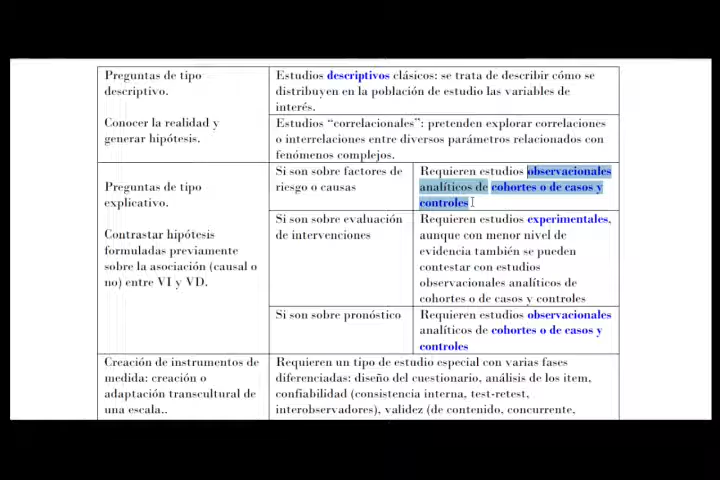 Preguntas de tipo
descriptivo.
Conocer la realidad y
generar hipótesis.
Estudios descriptivos clásicos: se trata de describir cómo se
distribuyen en la población de estudio las variables de
interés.
Estudios “correlacionales”: pretenden explorar correlaciones
o interrelaciones entre diversos parámetros relacionados con
fenómenos complejos.
Preguntas de tipo
explicativo.
Contrastar hipótesis
formuladas previamente
sobre la asociación (causal o
no) entre VI y VD.
Si son sobre factores de
riesgo o causas
Requieren estudios observacionales
analíticos de cohortes o de casos y
controles
Si son sobre evaluación
de intervenciones
Requieren estudios experimentales,
aunque con menor nivel de
evidencia también se pueden
contestar con estudios
observacionales analíticos de
cohortes o de casos y controles
Si son sobre pronóstico
Requieren estudios observacionales
analíticos de cohortes o de casos y
controles
Creación de instrumentos de
medida: creación o
adaptación transcultural de
una escala..
Requieren un tipo de estudio especial con varias fases
diferenciadas: diseño del cuestionario, análisis de los item,
confiabilidad (consistencia interna, test-retest,
interobservadores), validez (de contenido, concurrente,